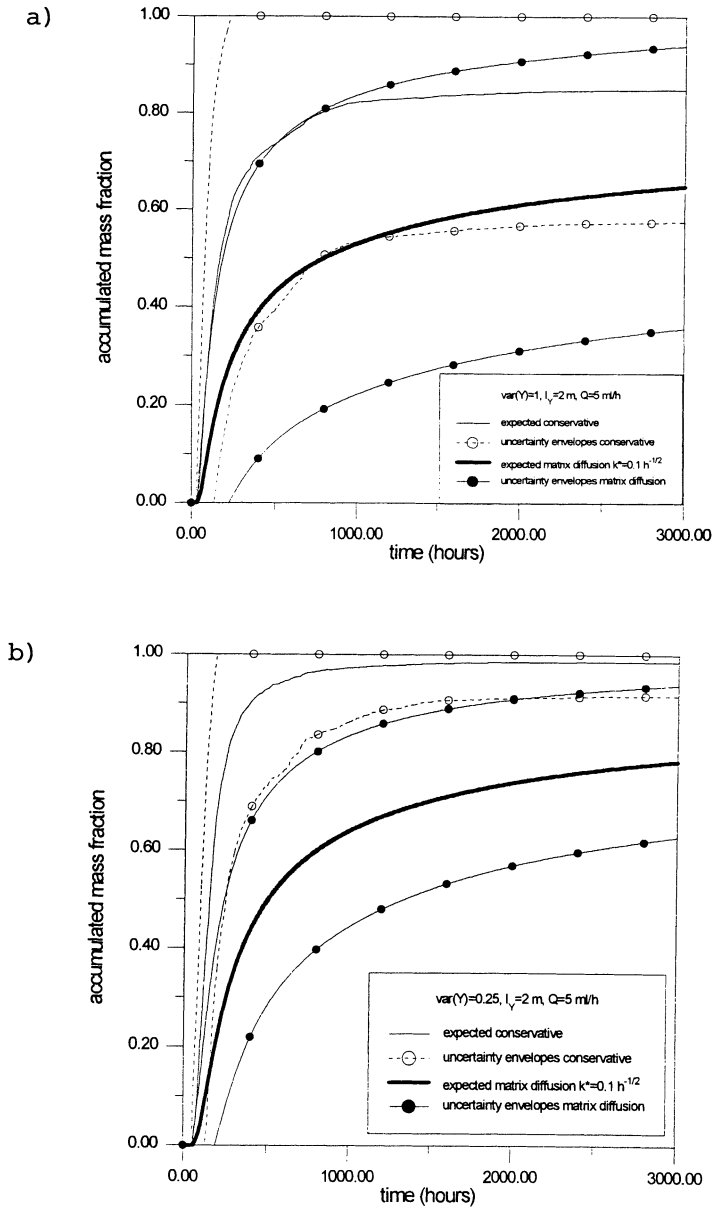 a)
1.00
0.80
0.60
0.40
0.20
0.00
accumulated mass fraction
var(Y)=1, I_Y=2 m, Q=5 ml/h
expected conservative
uncertainty envelopes conservative
expected matrix diffusion k*=0.1 h^-1/2
uncertainty envelopes matrix diffusion
0.00 1000.00 2000.00 3000.00
time (hours)
b)
1.00
0.80
0.60
0.40
0.20
0.00
accumulated mass fraction
var(Y)=0.25, I_Y=2 m, Q=5 ml/h
expected conservative
uncertainty envelopes conservative
expected matrix diffusion k*=0.1 h^-1/2
uncertainty envelopes matrix diffusion
0.00 1000.00 2000.00 3000.00
time (hours)